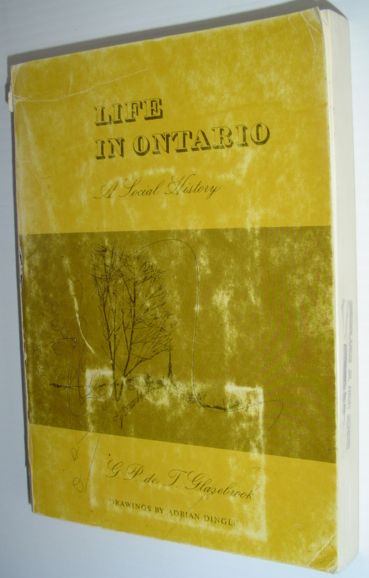 LIFE
IN ONTARIO
A Social History
G P de T Glazebrook
DRAWINGS BY ADRIAN DINGLE